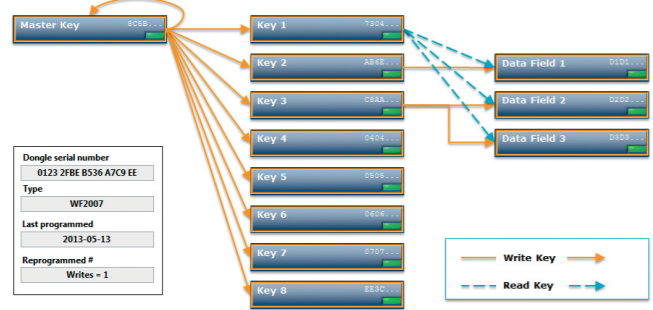 Master Key
Key 1 7304...
Key 2 AB6E...
Data Field 1 D1D1...
Key 3
Data Field 2 D2D2...
Key 4 0404...
Data Field 3 D3D3...
Key 5 0505...
Key 6 0606...
Key 7 0707...
Key 8 EE3C...
Dongle serial number
0123 2FBE B536 A7C9 EE
Type
WF2007
Last programmed
2013-05-13
Reprogrammed #
Writes = 1
Write Key
Read Key